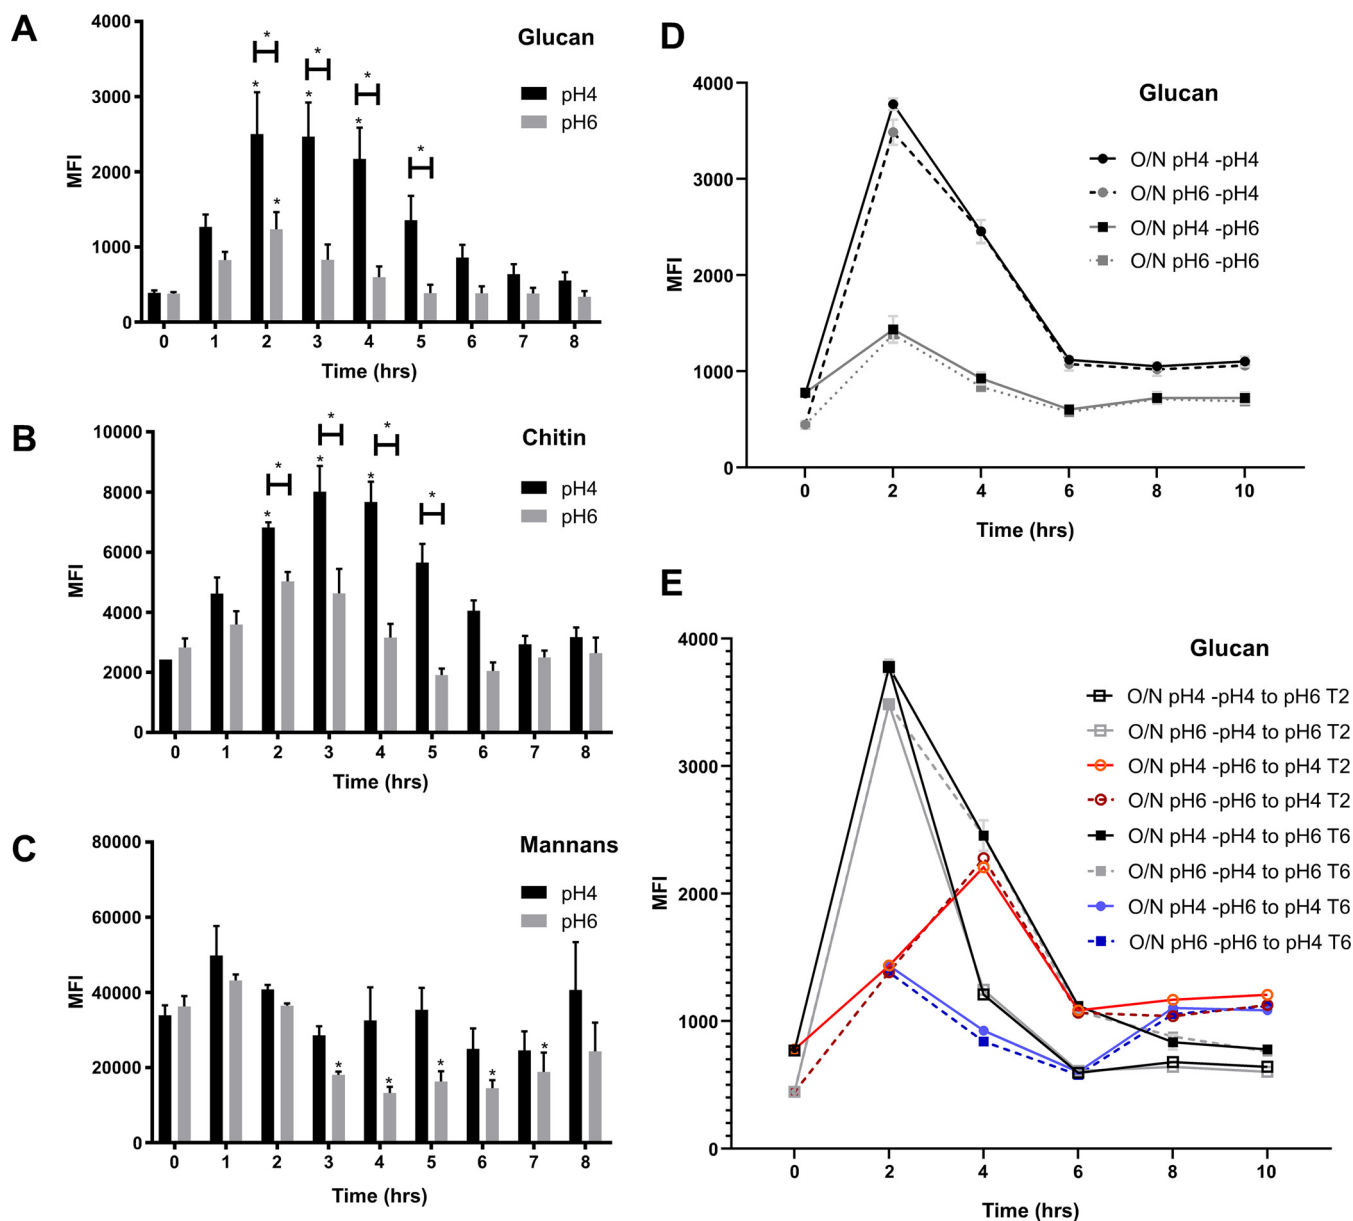 A
Glucan
pH4
pH6
*
*
*
*
*
*
*
*
4000
3000
2000
1000
0
MFI
0 1 2 3 4 5 6 7 8
Time (hrs)
B
Chitin
pH4
pH6
*
*
*
*
*
*
*
10000
8000
6000
4000
2000
0
MFI
0 1 2 3 4 5 6 7 8
Time (hrs)
C
Mannans
pH4
pH6
80000
60000
40000
20000
0
MFI
* * * * *
0 1 2 3 4 5 6 7 8
Time (hrs)
D
Glucan
O/N pH4 -pH4
O/N pH6 -pH4
O/N pH4 -pH6
O/N pH6 -pH6
4000
3000
2000
1000
0
MFI
0 2 4 6 8 10
Time (hrs)
E
Glucan
O/N pH4 -pH4 to pH6 T2
O/N pH6 -pH4 to pH6 T2
O/N pH4 -pH6 to pH4 T2
O/N pH6 -pH6 to pH4 T2
O/N pH4 -pH4 to pH6 T6
O/N pH6 -pH4 to pH6 T6
O/N pH4 -pH6 to pH4 T6
O/N pH6 -pH6 to pH4 T6
4000
3000
2000
1000
0
MFI
0 2 4 6 8 10
Time (hrs)